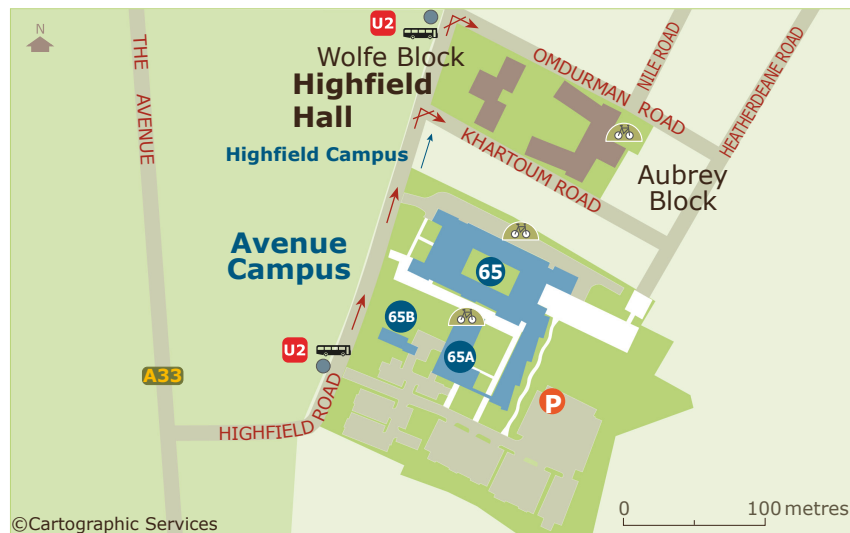 N
THE AVENUE
U2
Wolfe Block
Highfield
Hall
Highfield Campus
OMDURMAN ROAD
NILE ROAD
HEATHERDEANE ROAD
KHARTOUM ROAD
Aubrey
Block
Avenue
Campus
65
65B
65A
U2
A33
P
HIGHFIELD ROAD
0 100 metres
©Cartographic Services